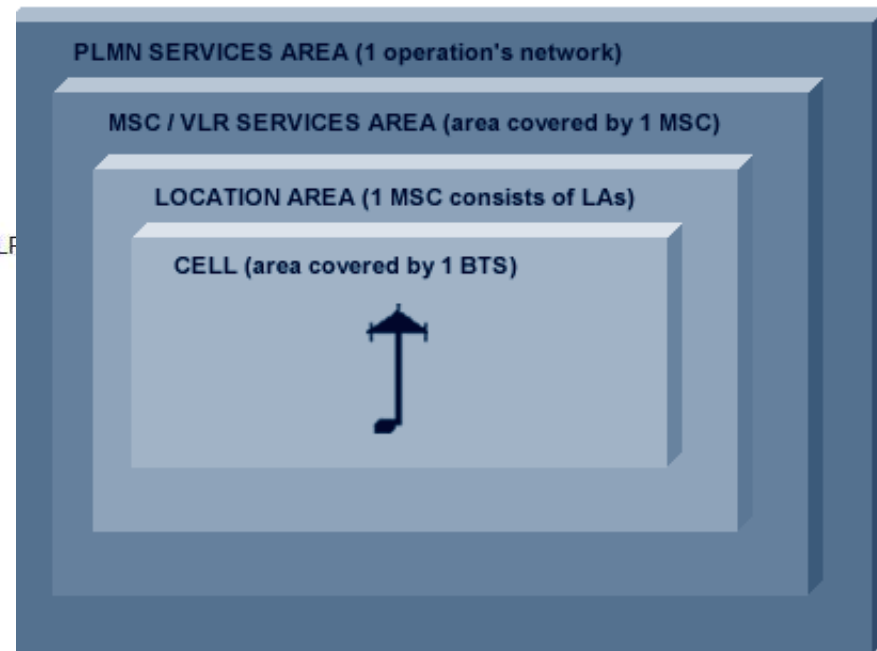 PLMN SERVICES AREA (1 operation's network)
MSC / VLR SERVICES AREA (area covered by 1 MSC)
LOCATION AREA (1 MSC consists of LAs)
CELL (area covered by 1 BTS)